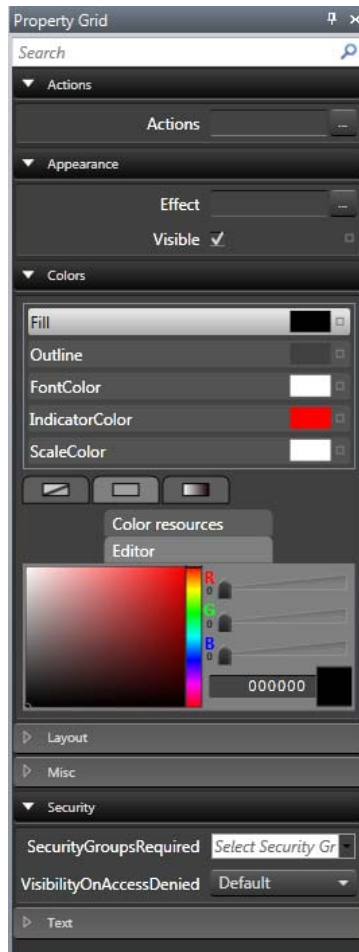 Property Grid
Search
Actions
Actions ...
Appearance
Effect ...
Visible
Colors
Fill
Outline
FontColor
IndicatorColor
ScaleColor
Color resources
Editor
R
0
G
0
B
0
000000
Layout
Misc
Security
SecurityGroupsRequired Select Security Gr
VisibilityOnAccessDenied Default
Text